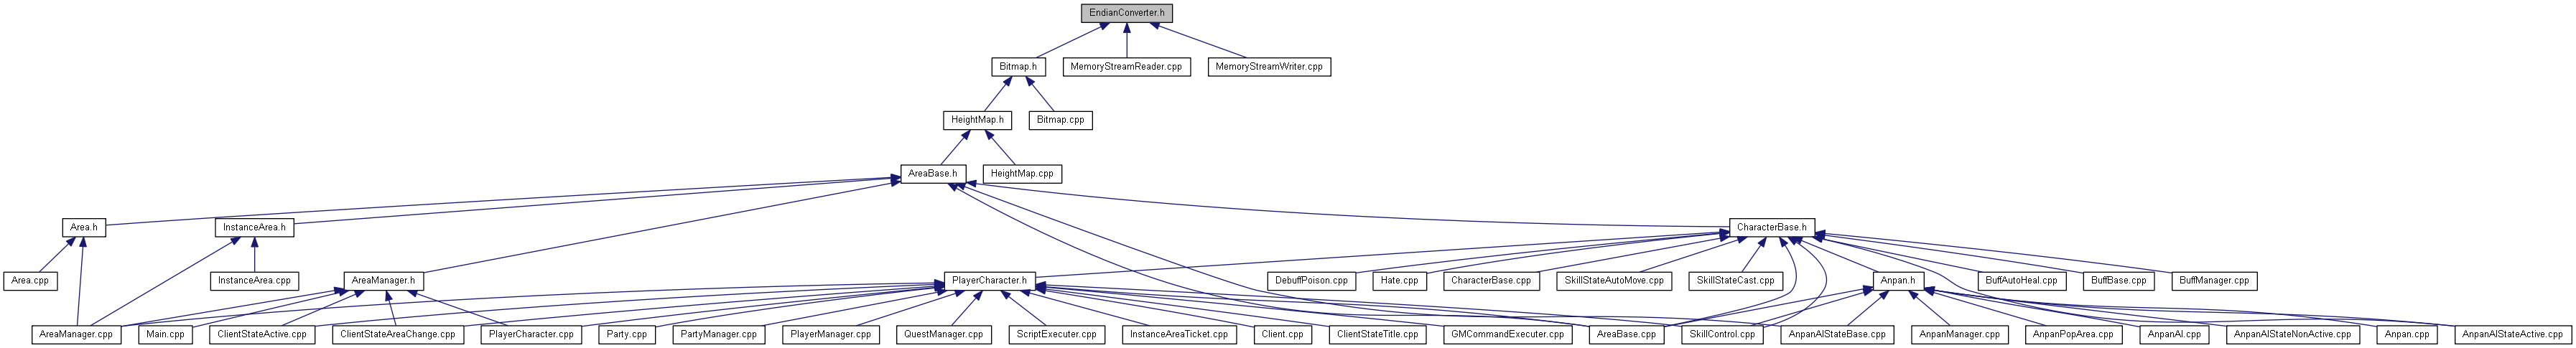 EndianConverter.h
Bitmap.h
MemoryStreamReader.cpp
MemoryStreamWriter.cpp
HeightMap.h
Bitmap.cpp
AreaBase.h
HeightMap.cpp
Area.h
InstanceArea.h
CharacterBase.h
Area.cpp
InstanceArea.cpp
AreaManager.h
PlayerCharacter.h
DebuffPoison.cpp
Hate.cpp
CharacterBase.cpp
SkillStateAutoMove.cpp
SkillStateCast.cpp
Anpan.h
BuffAutoHeal.cpp
BuffBase.cpp
BuffManager.cpp
AreaManager.cpp
Main.cpp
ClientStateActive.cpp
ClientStateAreaChange.cpp
PlayerCharacter.cpp
Party.cpp
PartyManager.cpp
PlayerManager.cpp
QuestManager.cpp
ScriptExecuter.cpp
InstanceAreaTicket.cpp
Client.cpp
ClientStateTitle.cpp
GMCommandExecuter.cpp
AreaBase.cpp
SkillControl.cpp
AnpanAIStateBase.cpp
AnpanManager.cpp
AnpanPopArea.cpp
AnpanAI.cpp
AnpanAIStateNonActive.cpp
Anpan.cpp
AnpanAIStateActive.cpp